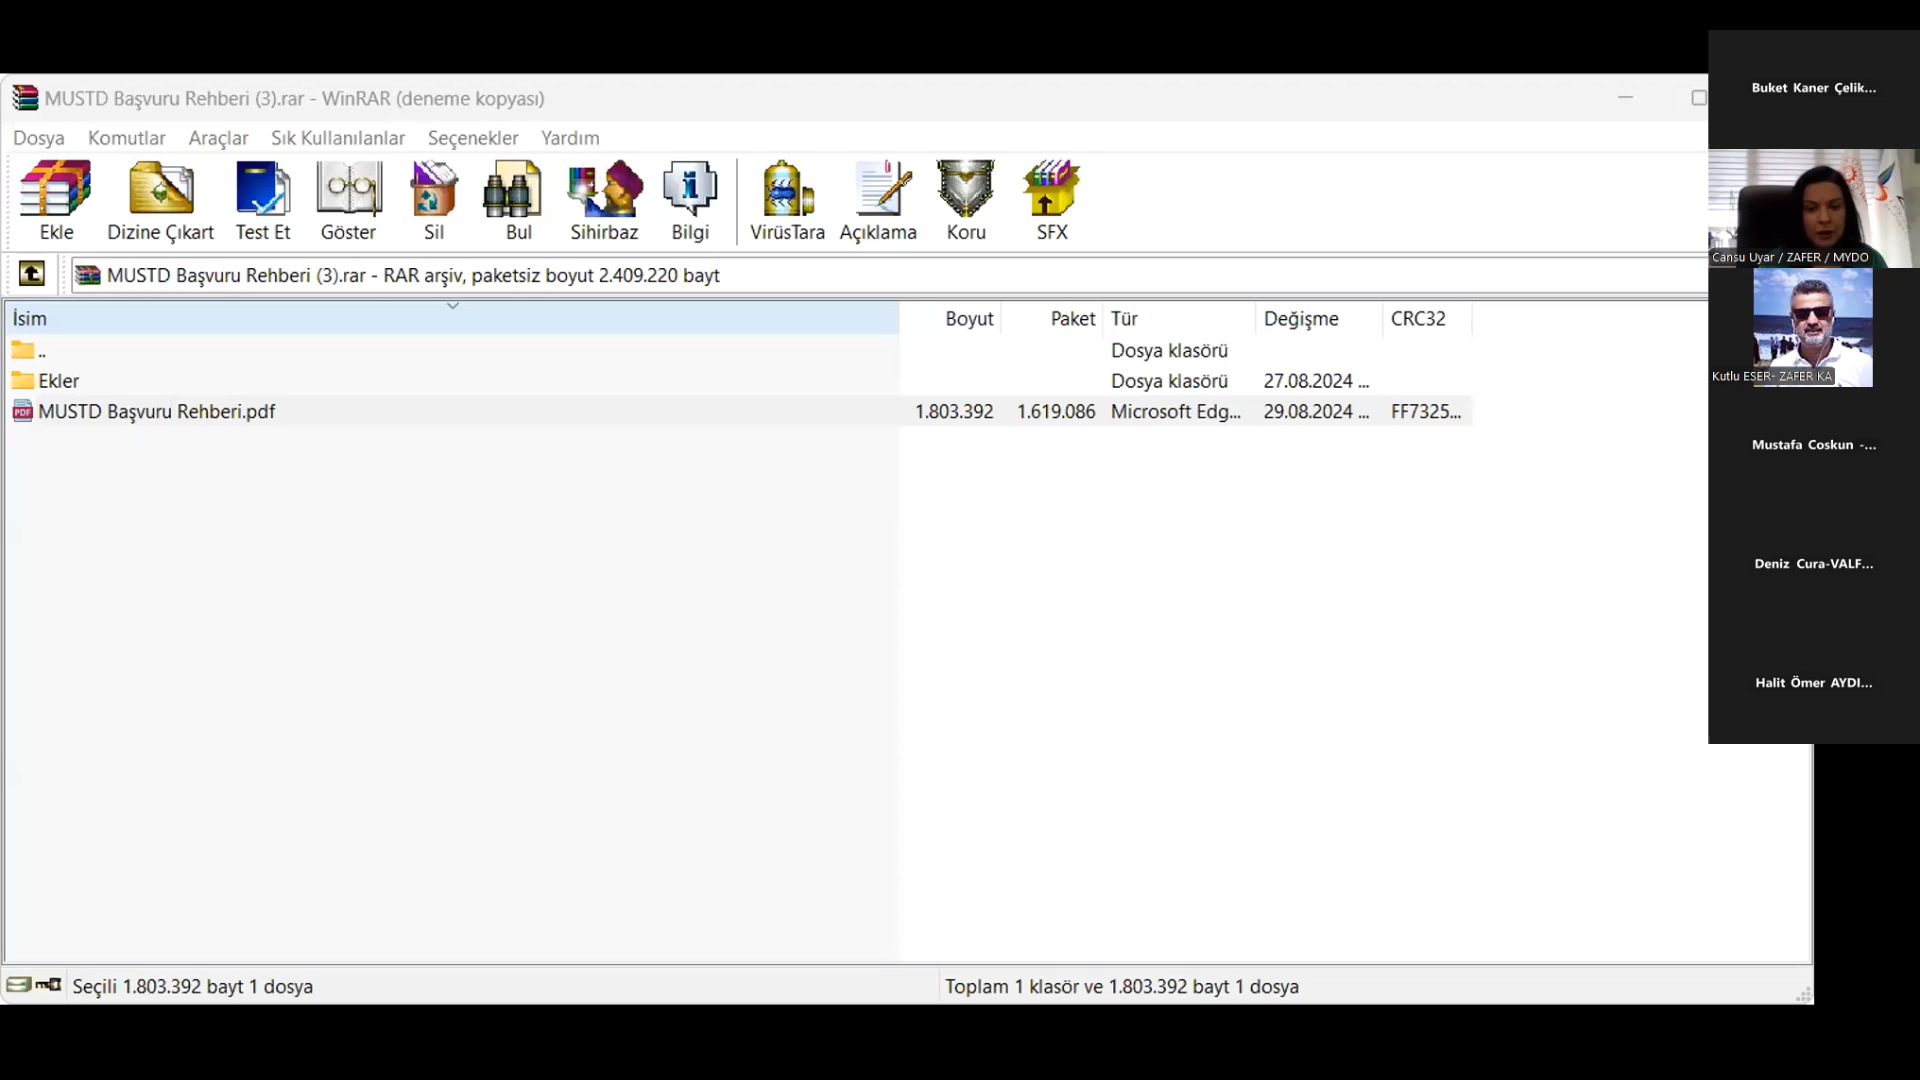 MUSTD Başvuru Rehberi (3).rar - WinRAR (deneme kopyası)
Dosya Komutlar Araçlar Sık Kullanılanlar Seçenekler Yardım
Ekle Dizine Çıkart Test Et Göster Sil Bul Sihirbaz Bilgi VirüsTara Açıklama Koru SFX
MUSTD Başvuru Rehberi (3).rar - RAR arşiv, paketsiz boyut 2.409.220 bayt
İsim Boyut Paket Tür Değişme CRC32
.. Dosya klasörü
Ekler Dosya klasörü 27.08.2024 ...
PDF MUSTD Başvuru Rehberi.pdf 1.803.392 1.619.086 Microsoft Edg... 29.08.2024 ... FF7325...
Seçili 1.803.392 bayt 1 dosya
Toplam 1 klasör ve 1.803.392 bayt 1 dosya
Buket Kaner Çelik...
Cansu Uyar / ZAFER / MYDO
Kutlu ESER- ZAFER KA
Mustafa Coskun -...
Deniz Cura-VALF...
Halit Ömer AYDI...